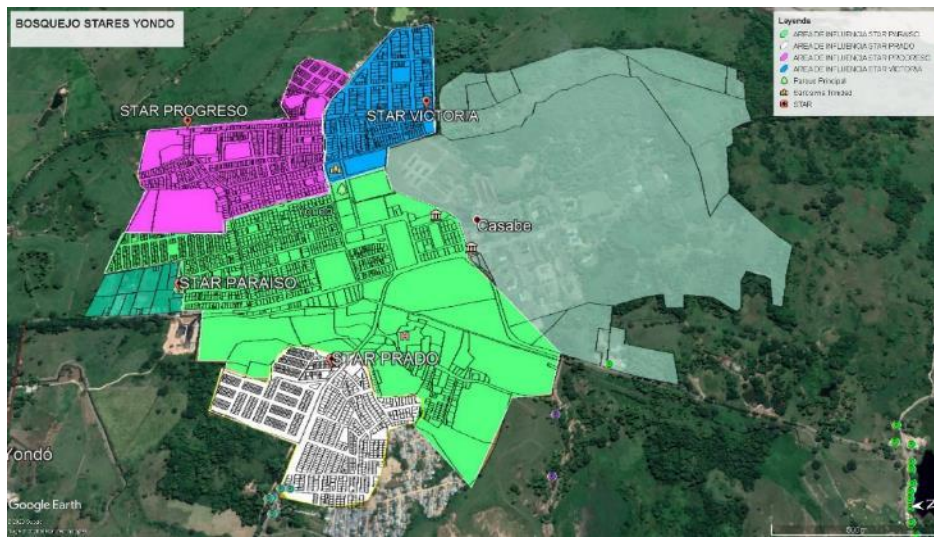 BOSQUEJO STARES YONDO
Leyenda
AREA DE INFLUENCIA STAR PARAISO
AREA DE INFLUENCIA STAR PRADO
AREA DE INFLUENCIA STAR PROGRESO
AREA DE INFLUENCIA STAR VICTORIA
Parque Principal
STAR
STAR PROGRESO
STAR VICTORIA
Casabe
STAR PARAISO
STAR PRADO
Yondó
Google Earth